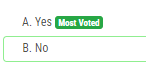 A. Yes Most Voted
B. No